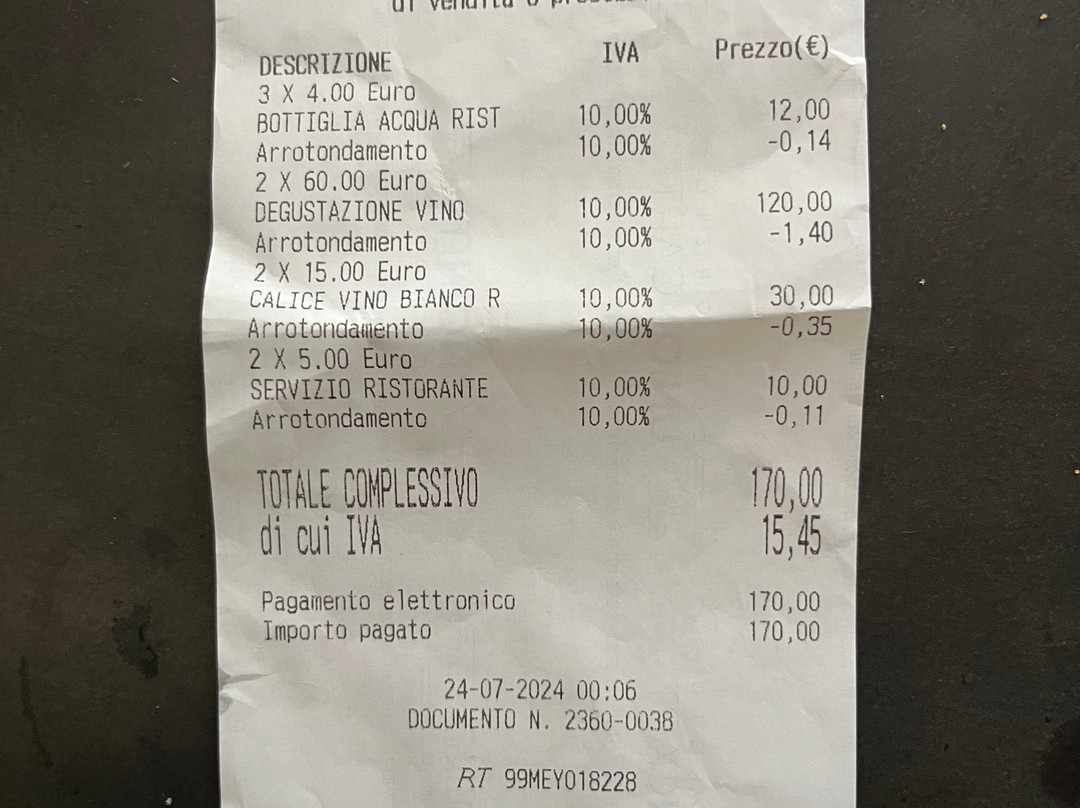 di vendita o
DESCRIZIONE IVA Prezzo(€)
3 X 4.00 Euro
BOTTIGLIA ACQUA RIST 10,00% 12,00
Arrotondamento 10,00% -0,14
2 X 60.00 Euro
DEGUSTAZIONE VINO 10,00% 120,00
Arrotondamento 10,00% -1,40
2 X 15.00 Euro
CALICE VINO BIANCO R 10,00% 30,00
Arrotondamento 10,00% -0,35
2 X 5.00 Euro
SERVIZIO RISTORANTE 10,00% 10,00
Arrotondamento 10,00% -0,11
TOTALE COMPLESSIVO 170,00
di cui IVA 15,45
Pagamento elettronico 170,00
Importo pagato 170,00
24-07-2024 00:06
DOCUMENTO N. 2360-0038
RT 99MEY018228